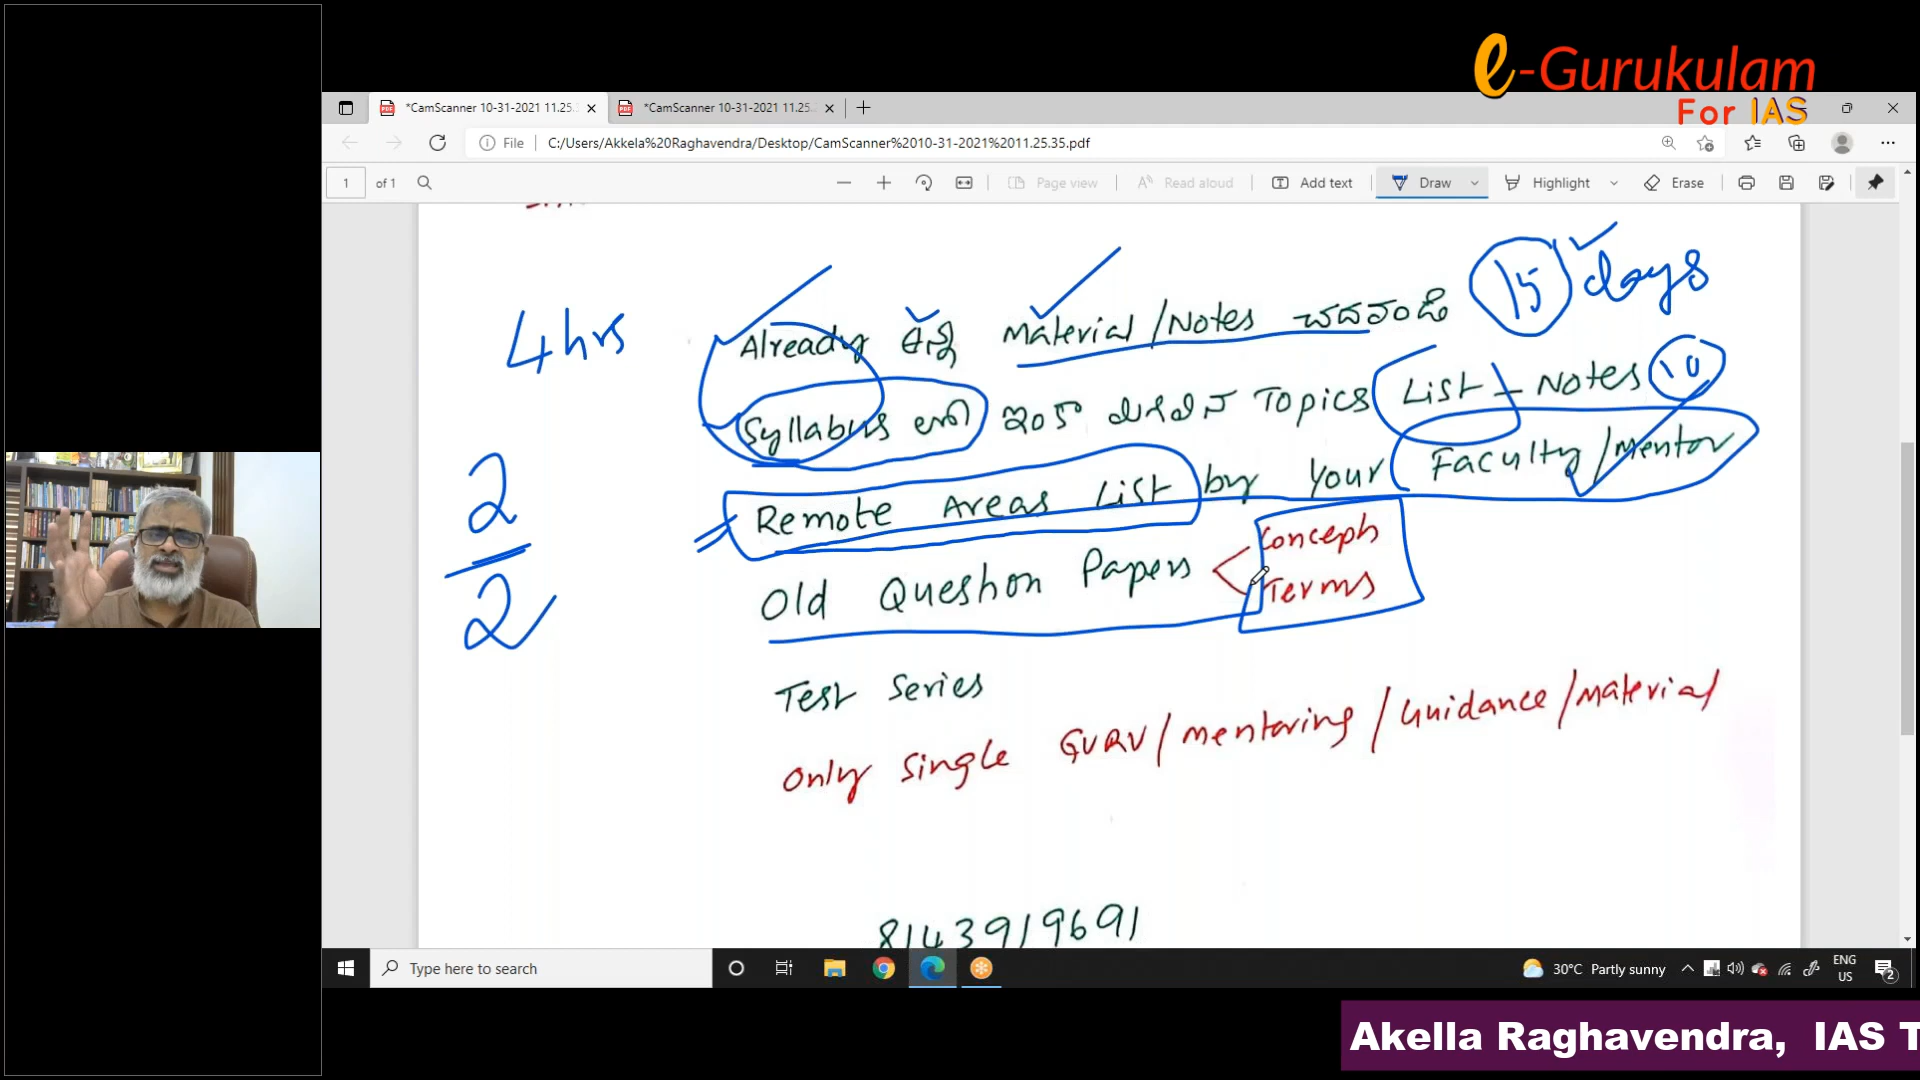 e-Gurukulam
For IAS
*CamScanner 10-31-2021 11.25.
*CamScanner 10-31-2021 11.25.
File C:/Users/Akkela%20Raghavendra/Desktop/CamScanner%2010-31-2021%2011.25.35.pdf
1 of 1 Page view Read aloud Add text Draw Highlight Erase
15 days
4 hrs
Already ఉన్న Material/Notes చదవండి
Syllabus లోని ఇంకా మిగిలిన Topics List - Notes 10
Remote Areas List by Your Faculty/Mentor
2
2
Old Question Papers < Concepts
Terms
Test Series
Only Single GURU/mentoring/Guidance/Material
8143919691
Type here to search
30°C Partly sunny
ENG
US
2
Akella Raghavendra, IAS T